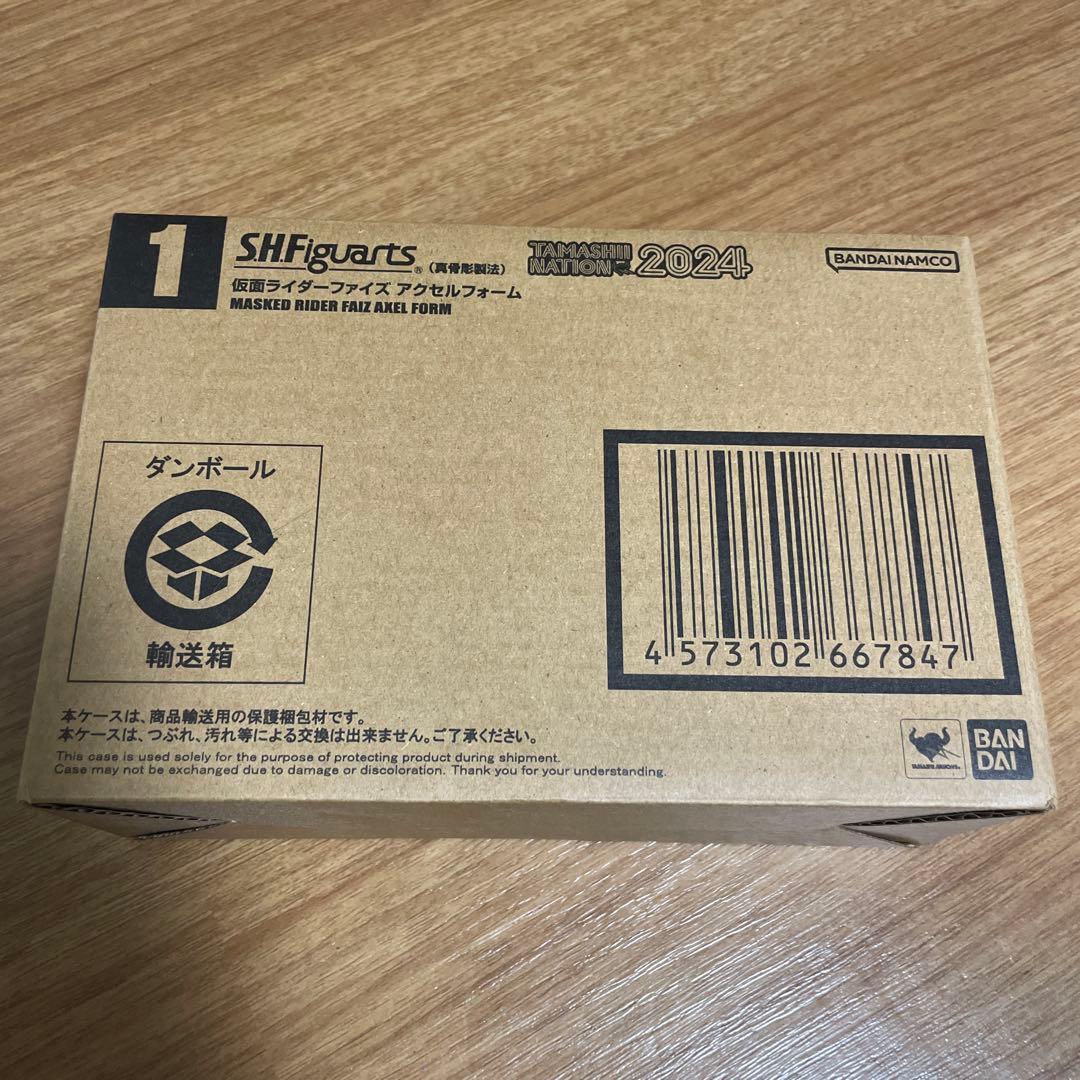 1
S.H.Figuarts® (真骨彫製法)
仮面ライダーファイズ アクセルフォーム
MASKED RIDER FAIZ AXEL FORM
TAMASHII
NATION 2024
BANDAI NAMCO
ダンボール
輸送箱
4 573102 667847
本ケースは、商品輸送用の保護梱包材です。
本ケースは、つぶれ、汚れ等による交換は出来ません。ご了承ください。
This case is used solely for the purpose of protecting product during shipment.
Case may not be exchanged due to damage or discoloration. Thank you for your understanding.
TAMASHII NATIONS
BAN
DAI